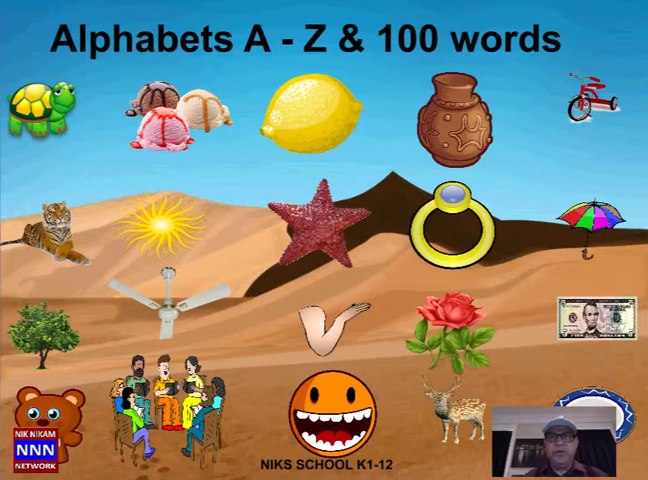 Alphabets A - Z & 100 words
NIK NIKAM
NNN
NETWORK
NIKS SCHOOL K1-12